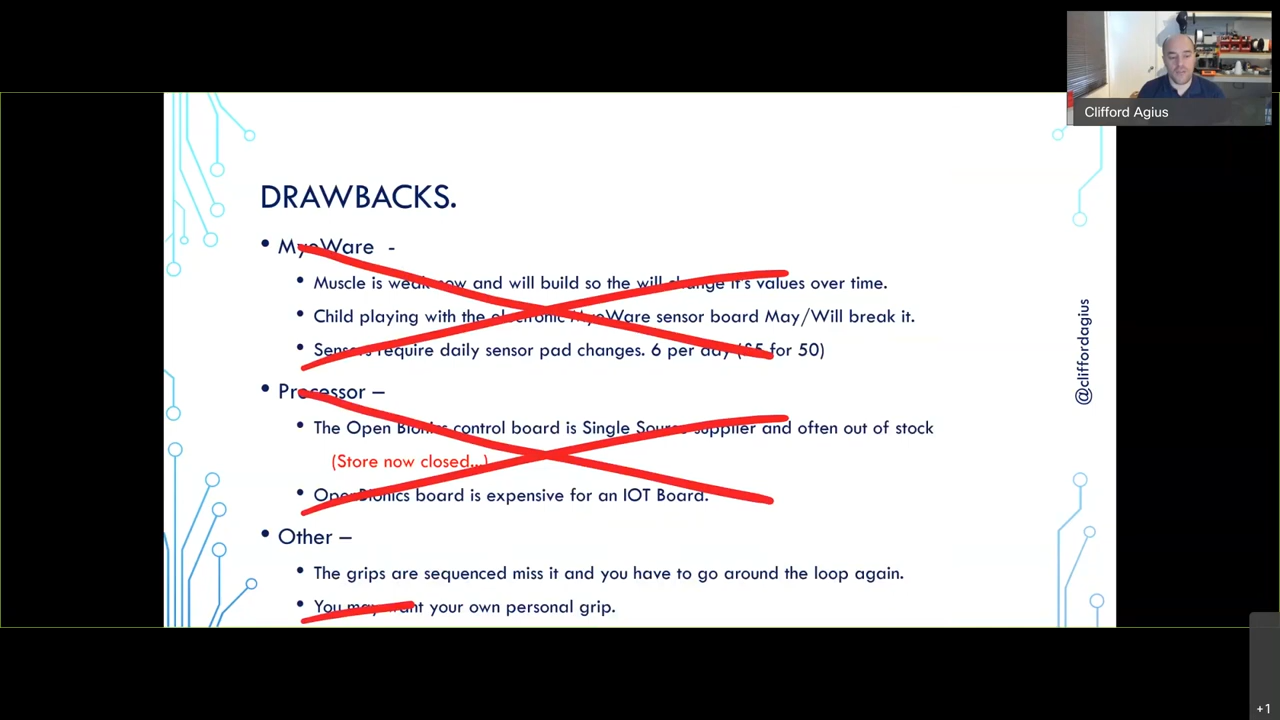 Clifford Agius
DRAWBACKS.
• MyoWare -
• Muscle is weak now and will build so the will change it's values over time.
• Child playing with the electronic MyoWare sensor board May/Will break it.
• Sensors require daily sensor pad changes. 6 per day (£5 for 50)
• Processor –
• The Open Bionics control board is Single Source supplier and often out of stock
(Store now closed...)
• OpenBionics board is expensive for an IOT Board.
• Other –
• The grips are sequenced miss it and you have to go around the loop again.
• You may want your own personal grip.
@cliffordagius
+1